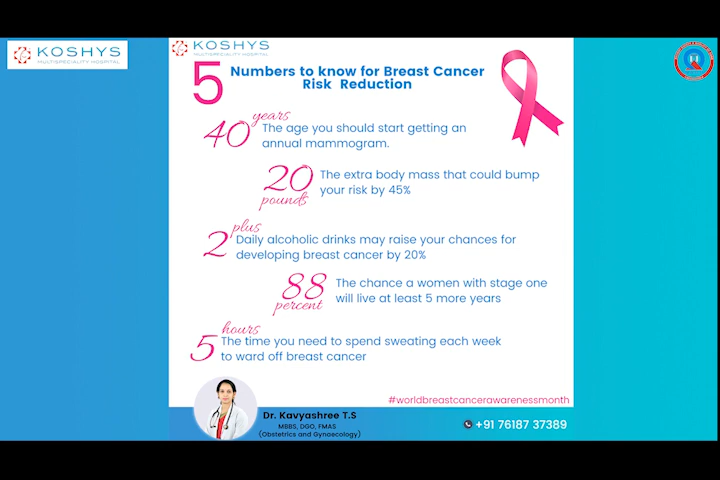 KOSHYS
MULTISPECIALITY HOSPITAL
KOSHYS
MULTISPECIALITY HOSPITAL
5 Numbers to know for Breast Cancer
Risk Reduction
40 years
The age you should start getting an
annual mammogram.
20 pounds
The extra body mass that could bump
your risk by 45%
2 plus
Daily alcoholic drinks may raise your chances for
developing breast cancer by 20%
88 percent
The chance a women with stage one
will live at least 5 more years
5 hours
The time you need to spend sweating each week
to ward off breast cancer
#worldbreastcancerawarenessmonth
Dr. Kavyashree T.S
MBBS, DGO, FMAS
(Obstetrics and Gynaecology)
+91 76187 37389